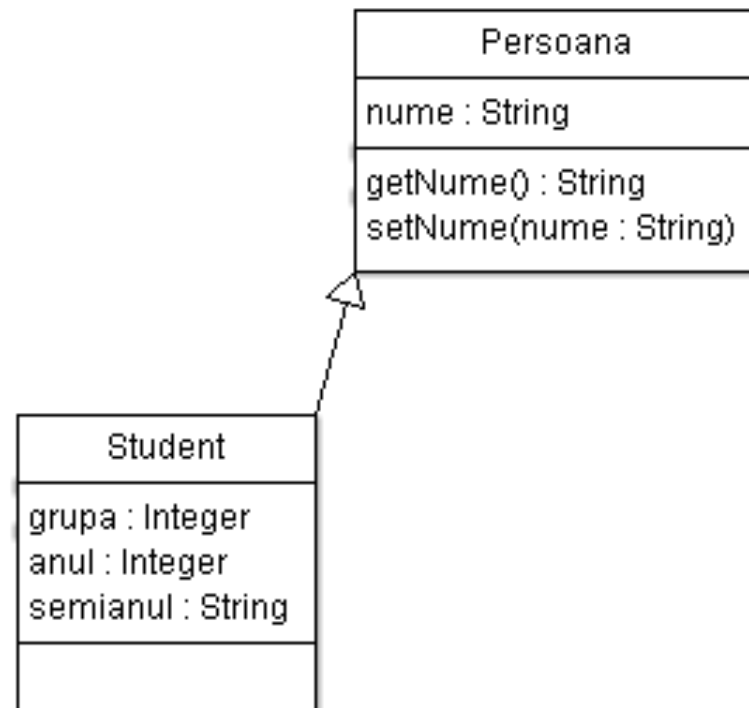 Persoana
nume : String
getNume() : String
setNume(nume : String)
Student
grupa : Integer
anul : Integer
semianul : String